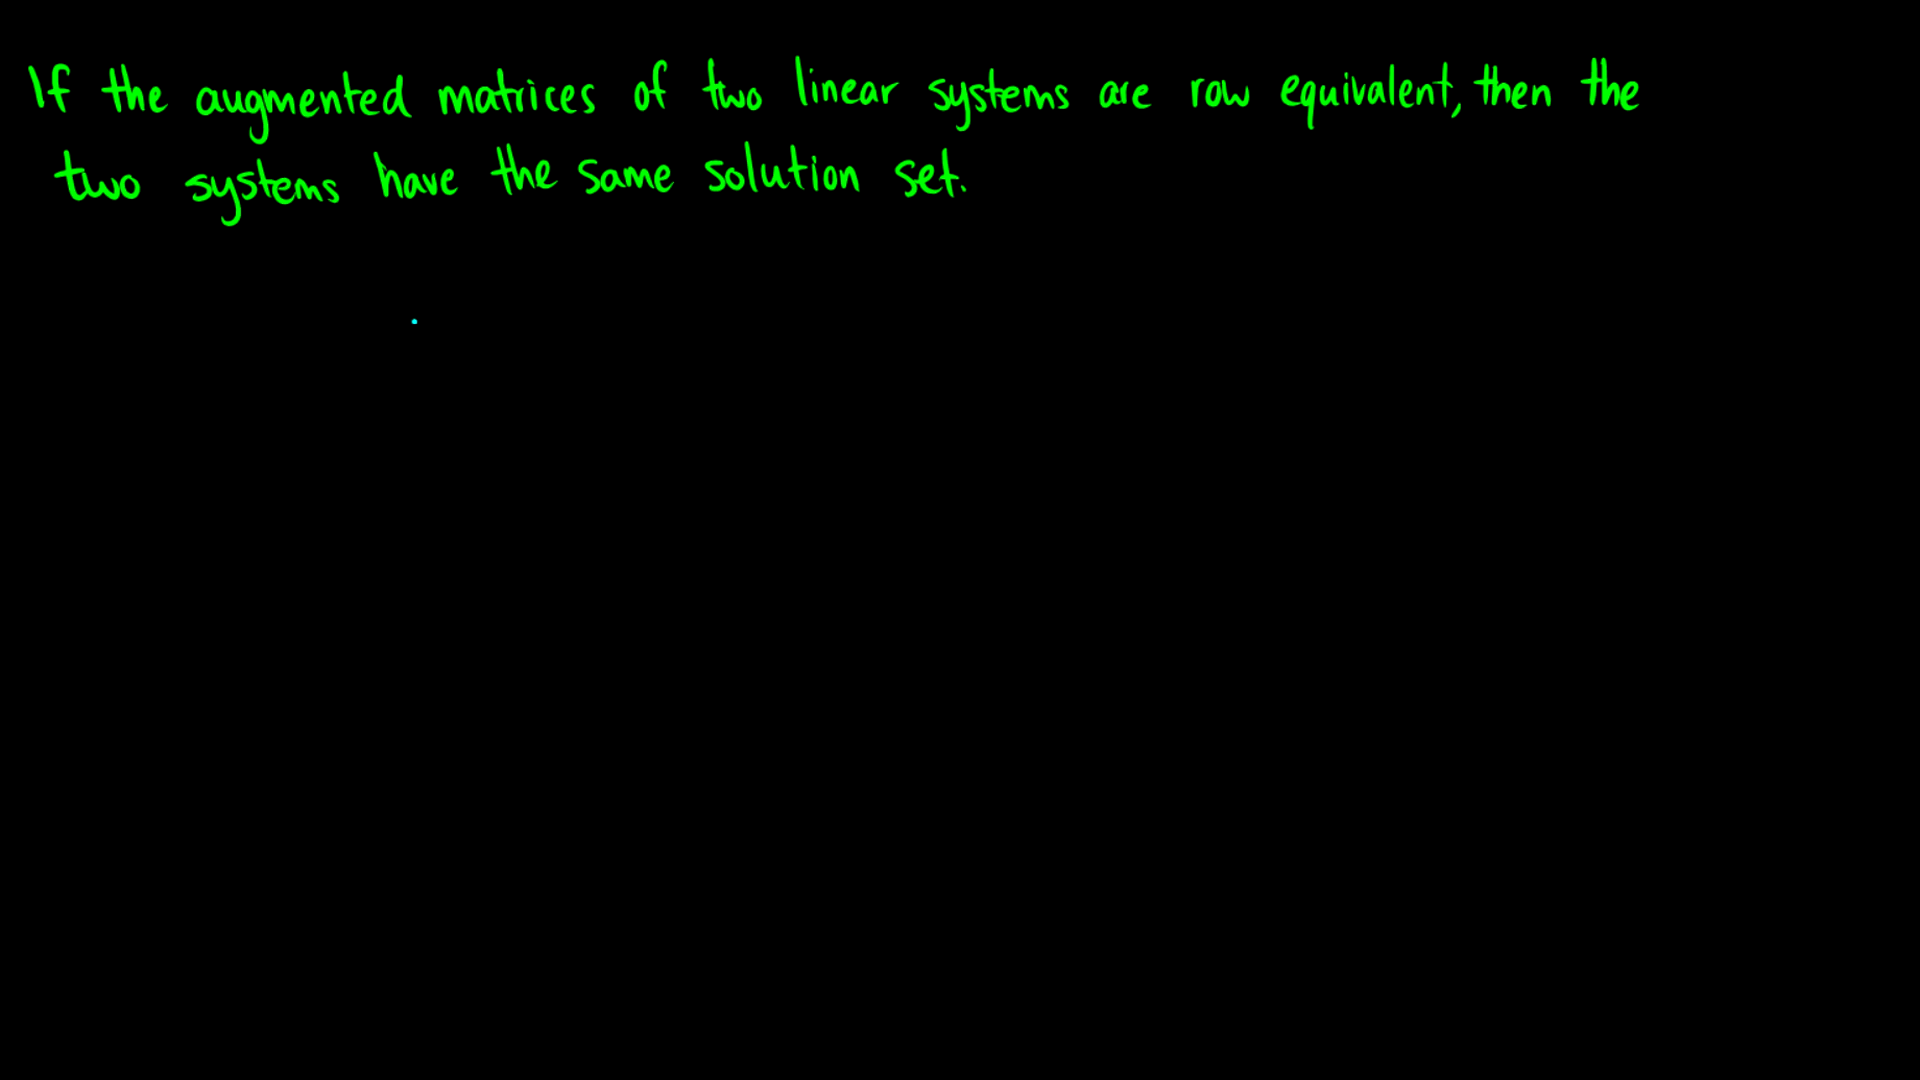 If the augmented matrices of two linear systems are row equivalent, then the
two systems have the same solution set.